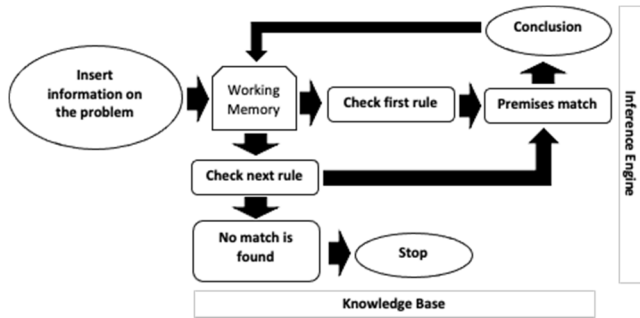 Conclusion
Insert
information on
the problem
Working
Memory
Check first rule
Premises match
Check next rule
No match is
found
Stop
Inference Engine
Knowledge Base